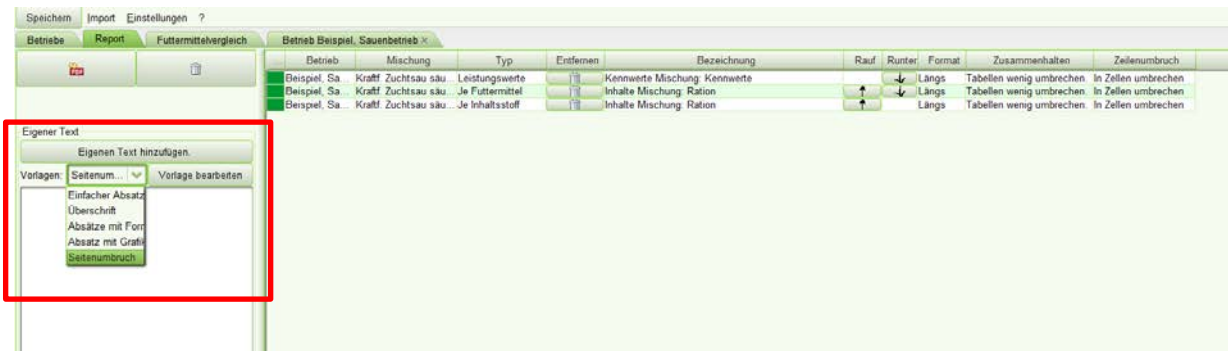 Speichern Import Einstellungen ?
Betriebe Report Futtermittelvergleich Betrieb Beispiel, Sauenbetrieb ×
Betrieb Mischung Typ Entfernen Bezeichnung Rauf Runter Format Zusammenhalten Zeilenumbruch
Beispiel, Sa... Kraftf. Zuchtsau säu... Leistungswerte Kennwerte Mischung: Kennwerte Längs Tabellen wenig umbrechen. In Zellen umbrechen
Beispiel, Sa... Kraftf. Zuchtsau säu... Je Futtermittel Inhalte Mischung: Ration Längs Tabellen wenig umbrechen. In Zellen umbrechen
Beispiel, Sa... Kraftf. Zuchtsau säu... Je Inhaltsstoff Inhalte Mischung: Ration Längs Tabellen wenig umbrechen. In Zellen umbrechen
Eigener Text
Eigenen Text hinzufügen.
Vorlagen: Seitenum... Vorlage bearbeiten
Einfacher Absatz
Überschrift
Absätze mit Form
Absatz mit Grafik
Seitenumbruch